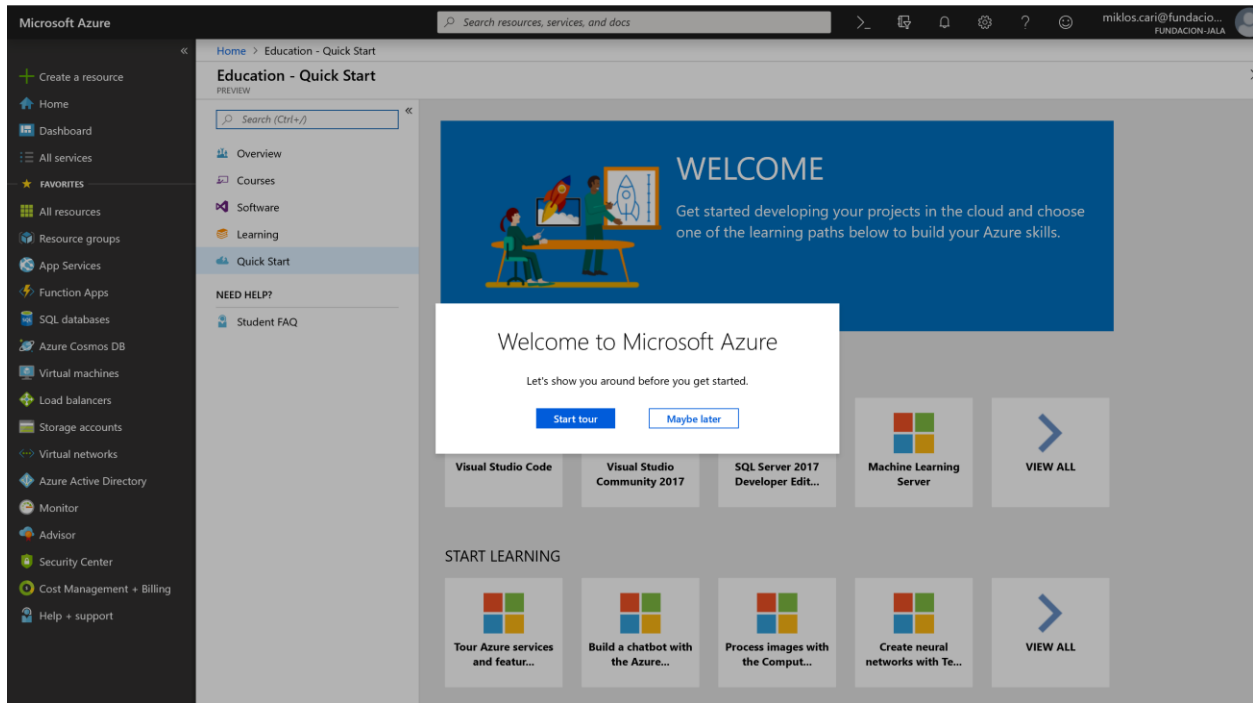 Microsoft Azure
Search resources, services, and docs
miklos.cari@fundacio...
FUNDACION-JALA
Create a resource
Home
Dashboard
All services
FAVORITES
All resources
Resource groups
App Services
Function Apps
SQL databases
Azure Cosmos DB
Virtual machines
Load balancers
Storage accounts
Virtual networks
Azure Active Directory
Monitor
Advisor
Security Center
Cost Management + Billing
Help + support
Home > Education - Quick Start
Education - Quick Start
PREVIEW
Search (Ctrl+/)
Overview
Courses
Software
Learning
Quick Start
NEED HELP?
Student FAQ
WELCOME
Get started developing your projects in the cloud and choose
one of the learning paths below to build your Azure skills.
Welcome to Microsoft Azure
Let's show you around before you get started.
Start tour
Maybe later
Visual Studio Code
Visual Studio
Community 2017
SQL Server 2017
Developer Edit...
Machine Learning
Server
VIEW ALL
START LEARNING
Tour Azure services
and featur...
Build a chatbot with
the Azure...
Process images with
the Comput...
Create neural
networks with Te...
VIEW ALL